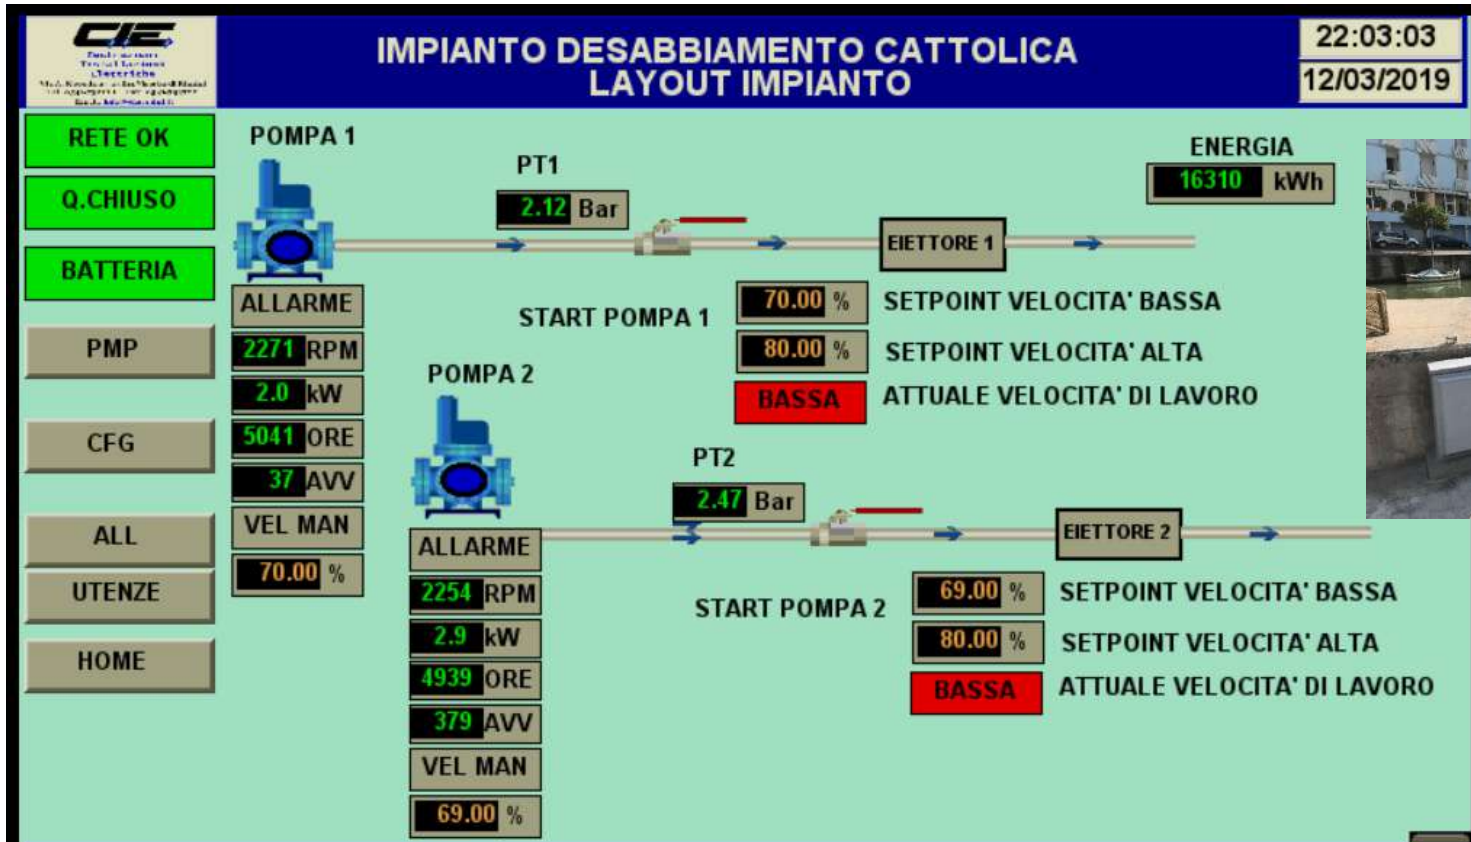 CIE
IMPIANTO DESABBIAMENTO CATTOLICA
LAYOUT IMPIANTO
22:03:03
12/03/2019
RETE OK
Q.CHIUSO
BATTERIA
PMP
CFG
ALL
UTENZE
HOME
POMPA 1
ALLARME
2271 RPM
2.0 kW
5041 ORE
37 AVV
VEL MAN
70.00 %
PT1
2.12 Bar
EIETTORE 1
ENERGIA
16310 kWh
START POMPA 1
70.00 % SETPOINT VELOCITA' BASSA
80.00 % SETPOINT VELOCITA' ALTA
BASSA ATTUALE VELOCITA' DI LAVORO
POMPA 2
ALLARME
2254 RPM
2.9 kW
4939 ORE
379 AVV
VEL MAN
69.00 %
PT2
2.47 Bar
EIETTORE 2
START POMPA 2
69.00 % SETPOINT VELOCITA' BASSA
80.00 % SETPOINT VELOCITA' ALTA
BASSA ATTUALE VELOCITA' DI LAVORO